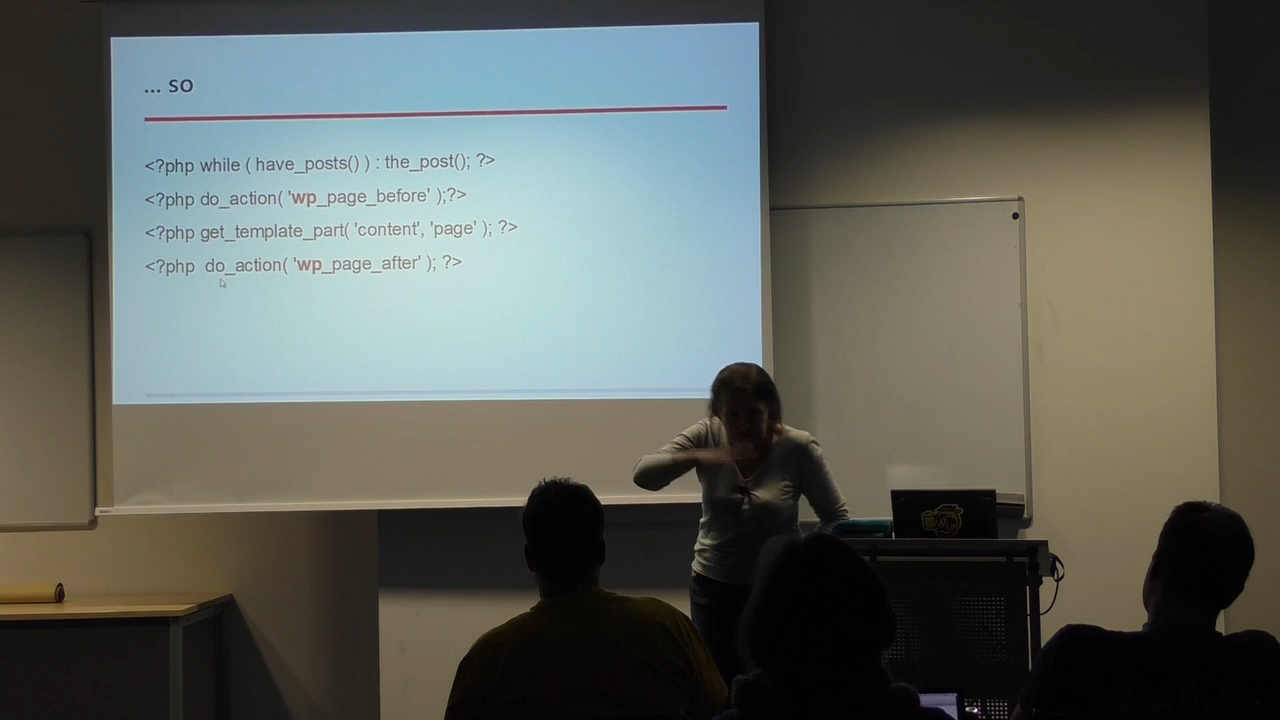 ... SO
<?php while ( have_posts() ) : the_post(); ?>
<?php do_action( 'wp_page_before' );?>
<?php get_template_part( 'content', 'page' ); ?>
<?php  do_action( 'wp_page_after' ); ?>